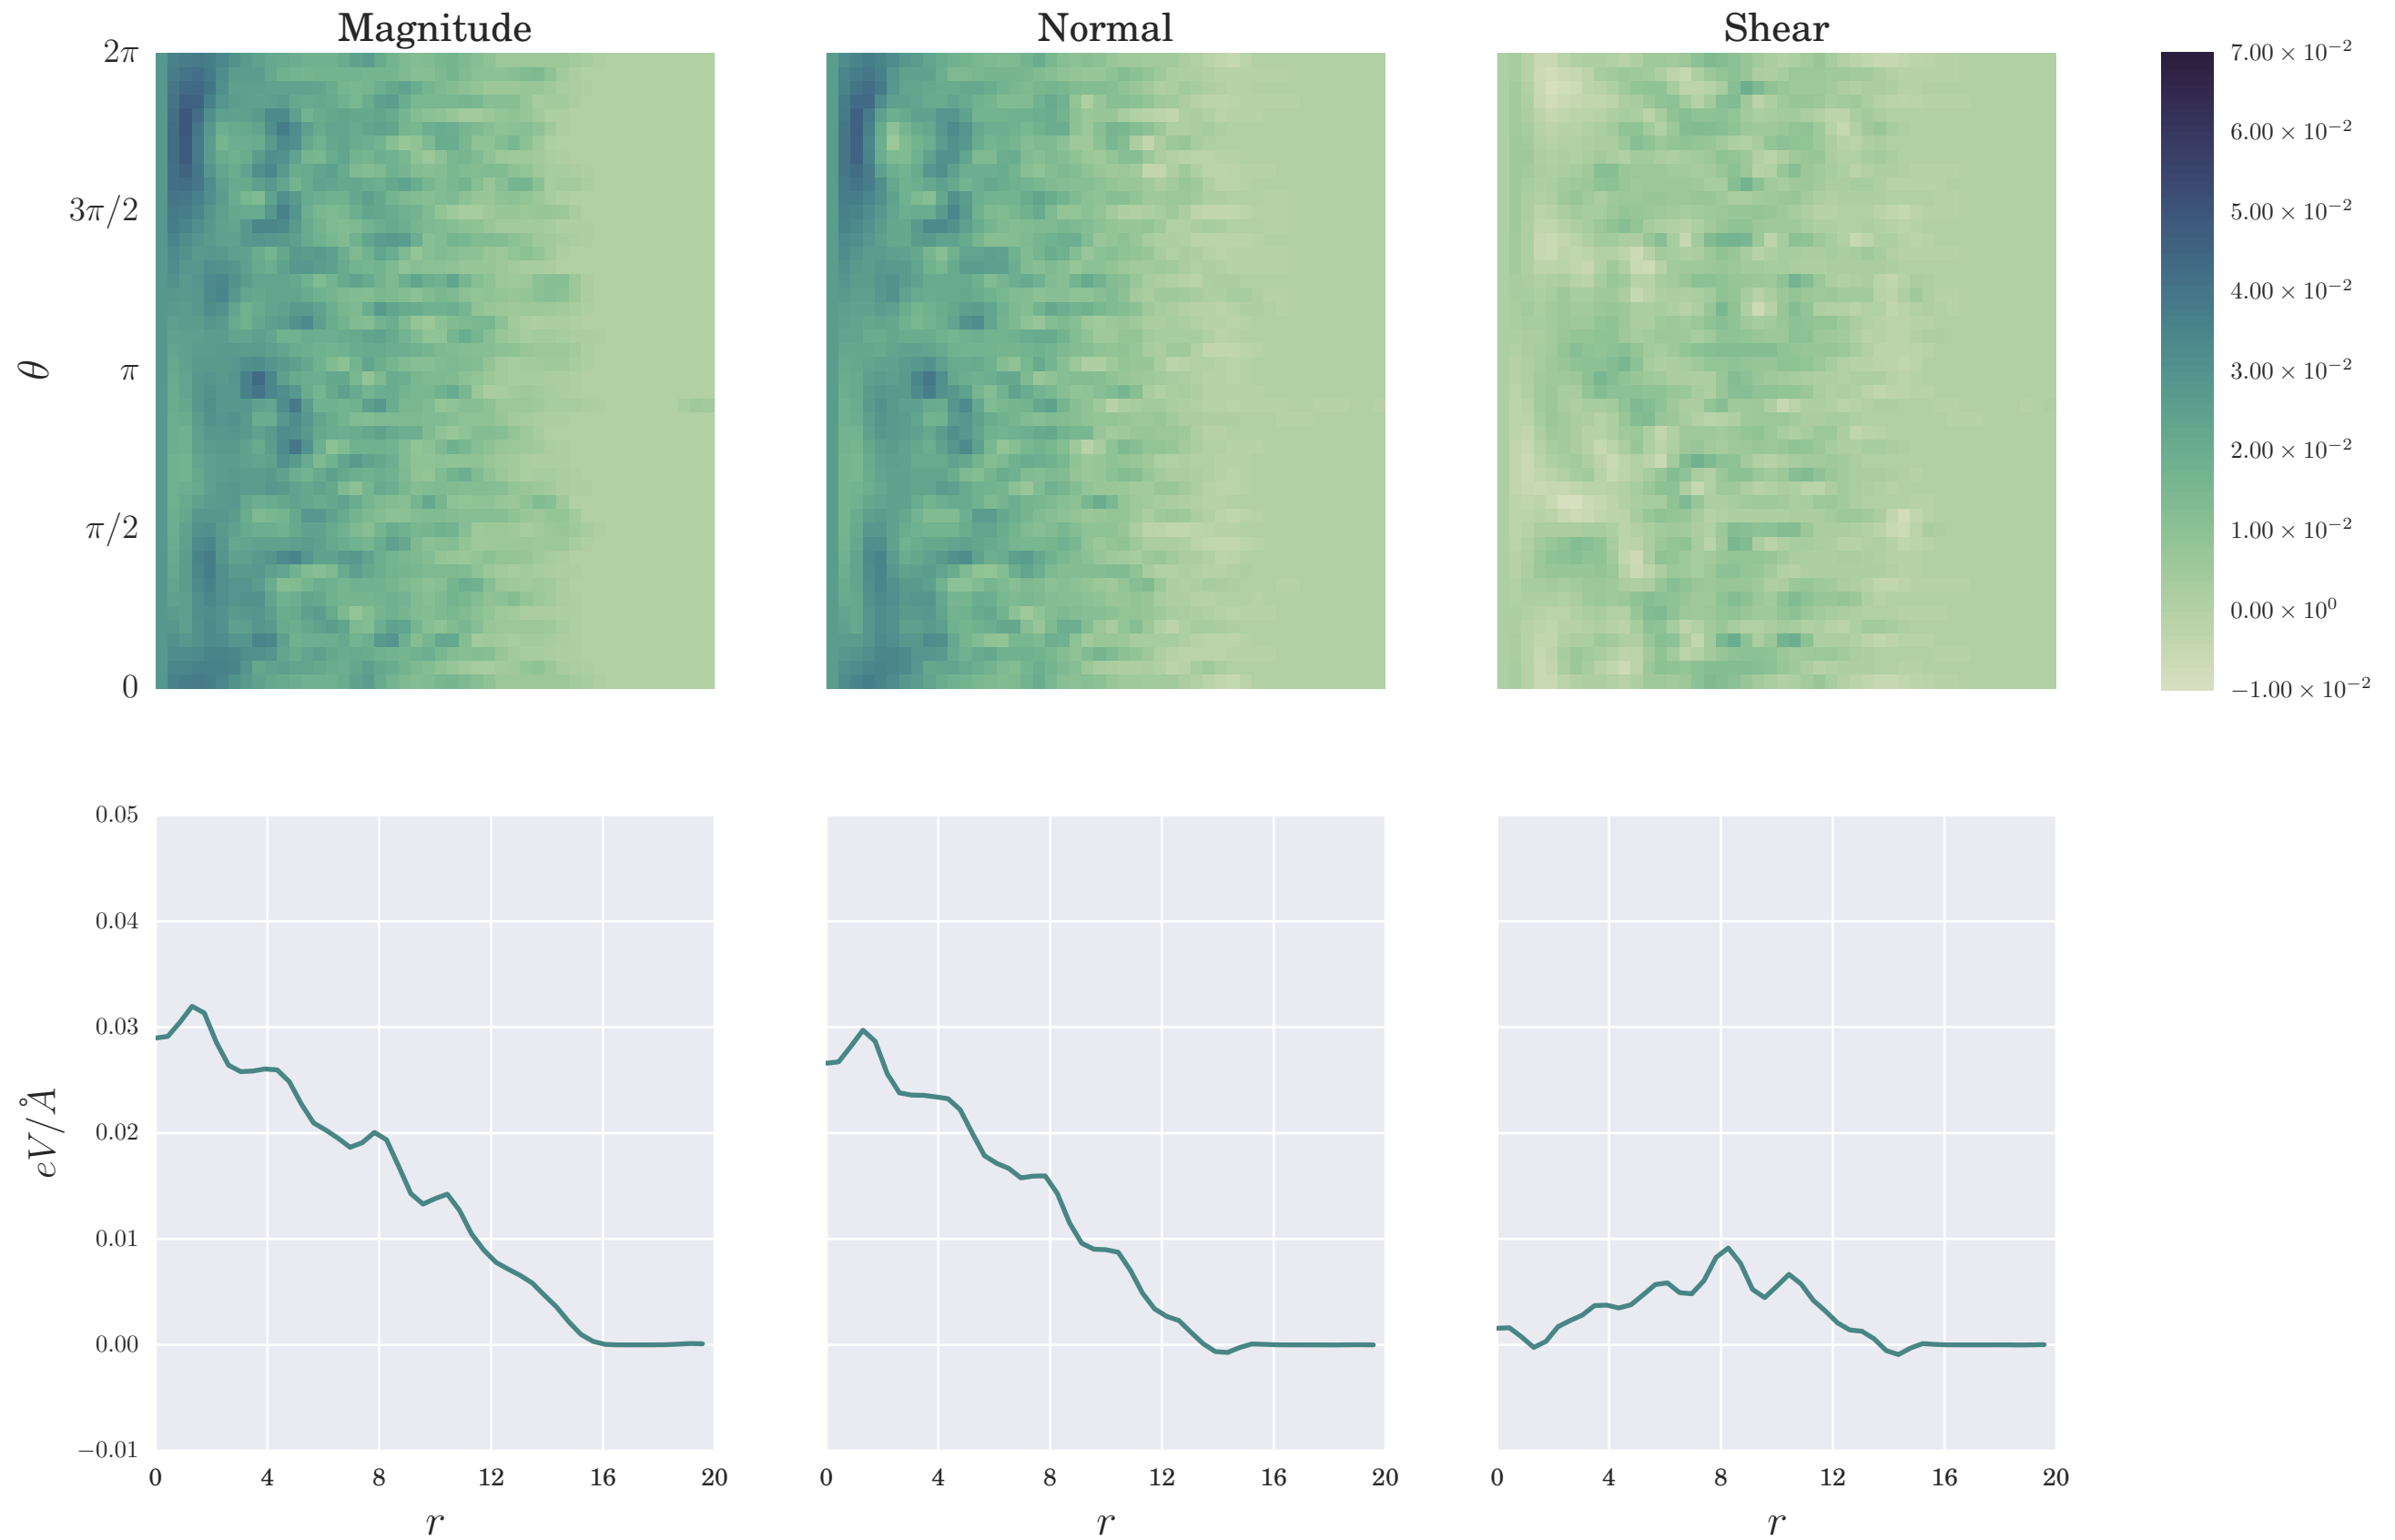 Magnitude
Normal
Shear
2π
3π/2
π
π/2
0
θ
7.00 × 10⁻²
6.00 × 10⁻²
5.00 × 10⁻²
4.00 × 10⁻²
3.00 × 10⁻²
2.00 × 10⁻²
1.00 × 10⁻²
0.00 × 10⁰
−1.00 × 10⁻²
0.05
0.04
0.03
0.02
0.01
0.00
−0.01
eV/Å
0 4 8 12 16 20
0 4 8 12 16 20
0 4 8 12 16 20
r
r
r